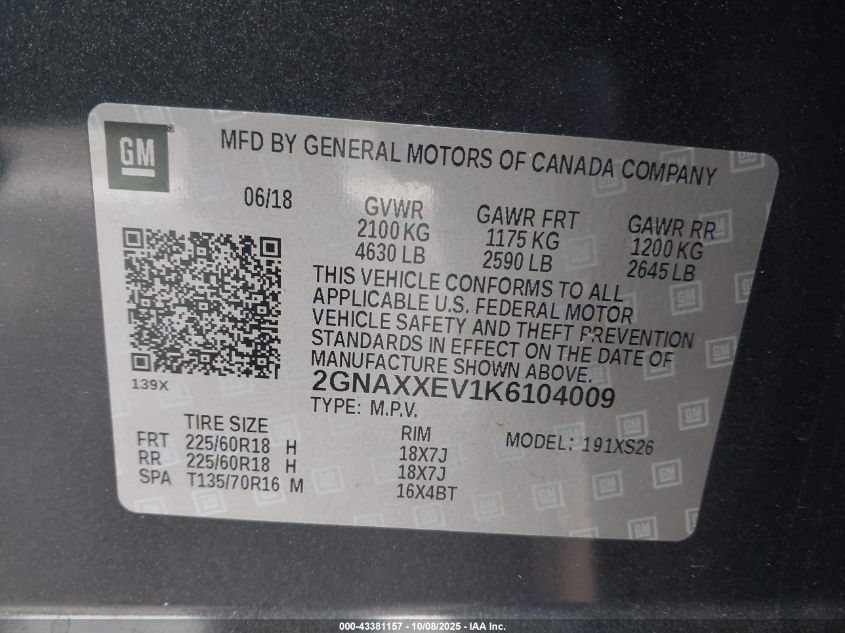 GM
MFD BY GENERAL MOTORS OF CANADA COMPANY
06/18
GVWR
2100 KG
4630 LB
GAWR FRT
1175 KG
2590 LB
GAWR RR
1200 KG
2645 LB
THIS VEHICLE CONFORMS TO ALL
APPLICABLE U.S. FEDERAL MOTOR
VEHICLE SAFETY AND THEFT PREVENTION
STANDARDS IN EFFECT ON THE DATE OF
MANUFACTURE SHOWN ABOVE.
139X
2GNAXXEV1K6104009
TYPE: M.P.V.
MODEL: 191XS26
TIRE SIZE RIM
FRT 225/60R18 H 18X7J
RR 225/60R18 H 18X7J
SPA T135/70R16 M 16X4BT
000-43381157 - 10/08/2025 - IAA Inc.